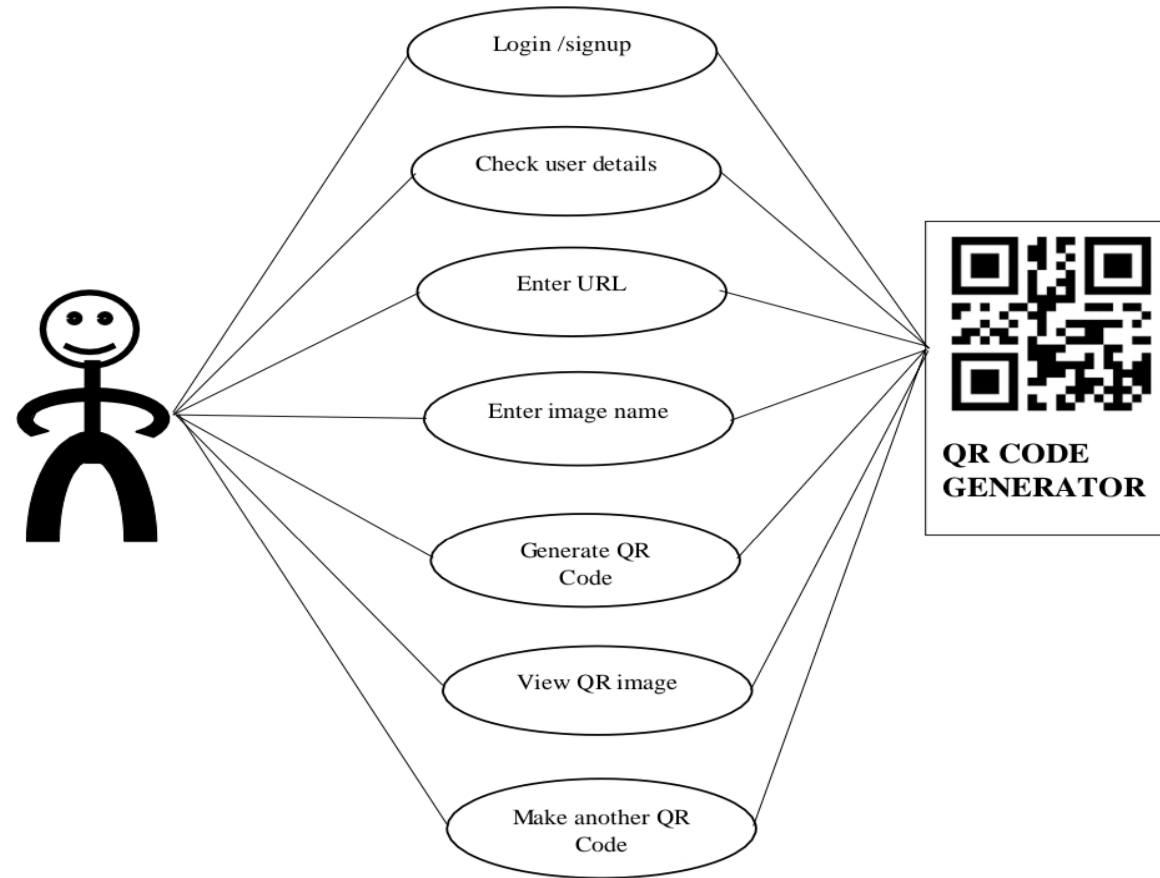 Login /signup
Check user details
Enter URL
Enter image name
Generate QR
Code
View QR image
Make another QR
Code
QR CODE
GENERATOR